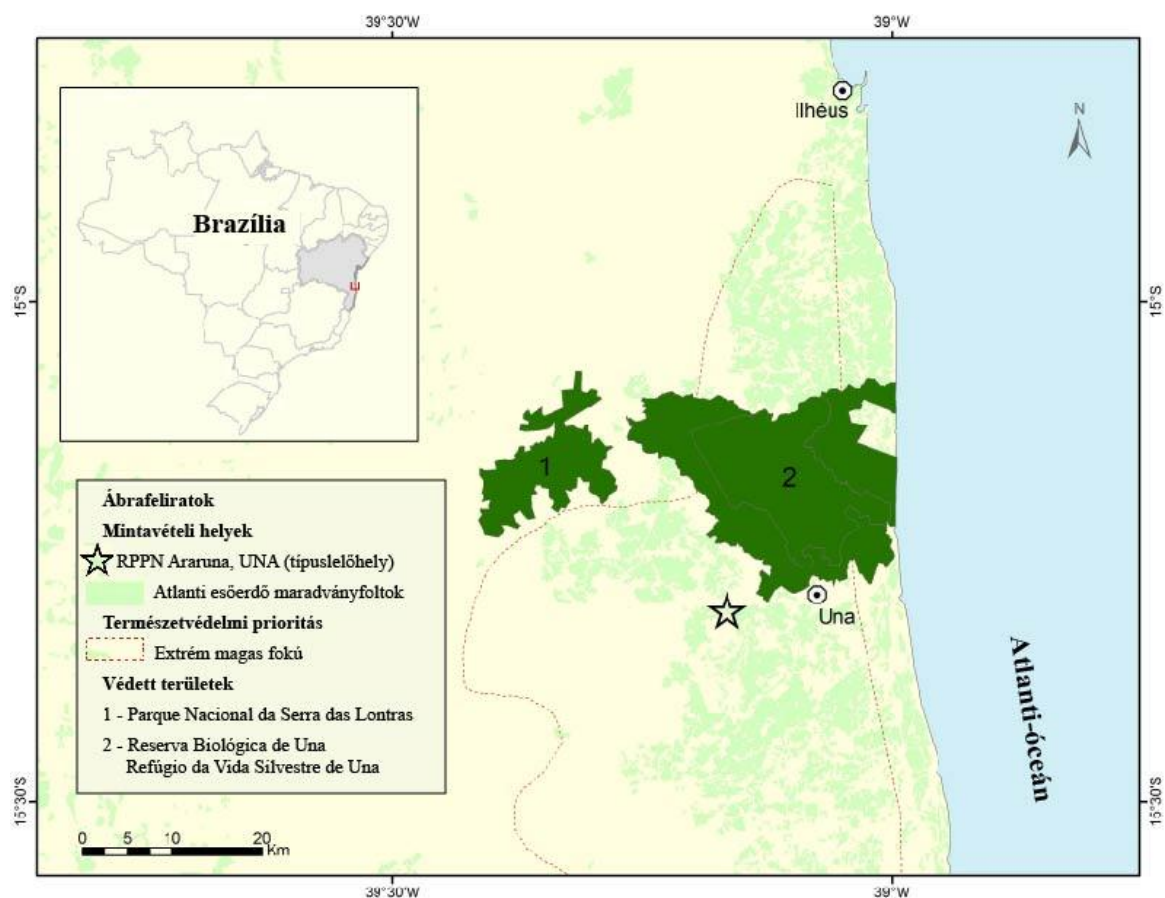 39°30'W
39°W
Ilhéus
N
Brazília
15°S
15°S
1
2
Ábrafeliratok
Mintavételi helyek
RPPN Araruna, UNA (típuslelőhely)
Atlanti esőerdő maradványfoltok
Una
Természetvédelmi prioritás
Extrém magas fokú
Védett területek
1 - Parque Nacional da Serra das Lontras
2 - Reserva Biológica de Una
Refúgio da Vida Silvestre de Una
Atlanti-óceán
15°30'S
15°30'S
0 5 10 20
Km
39°30'W
39°W